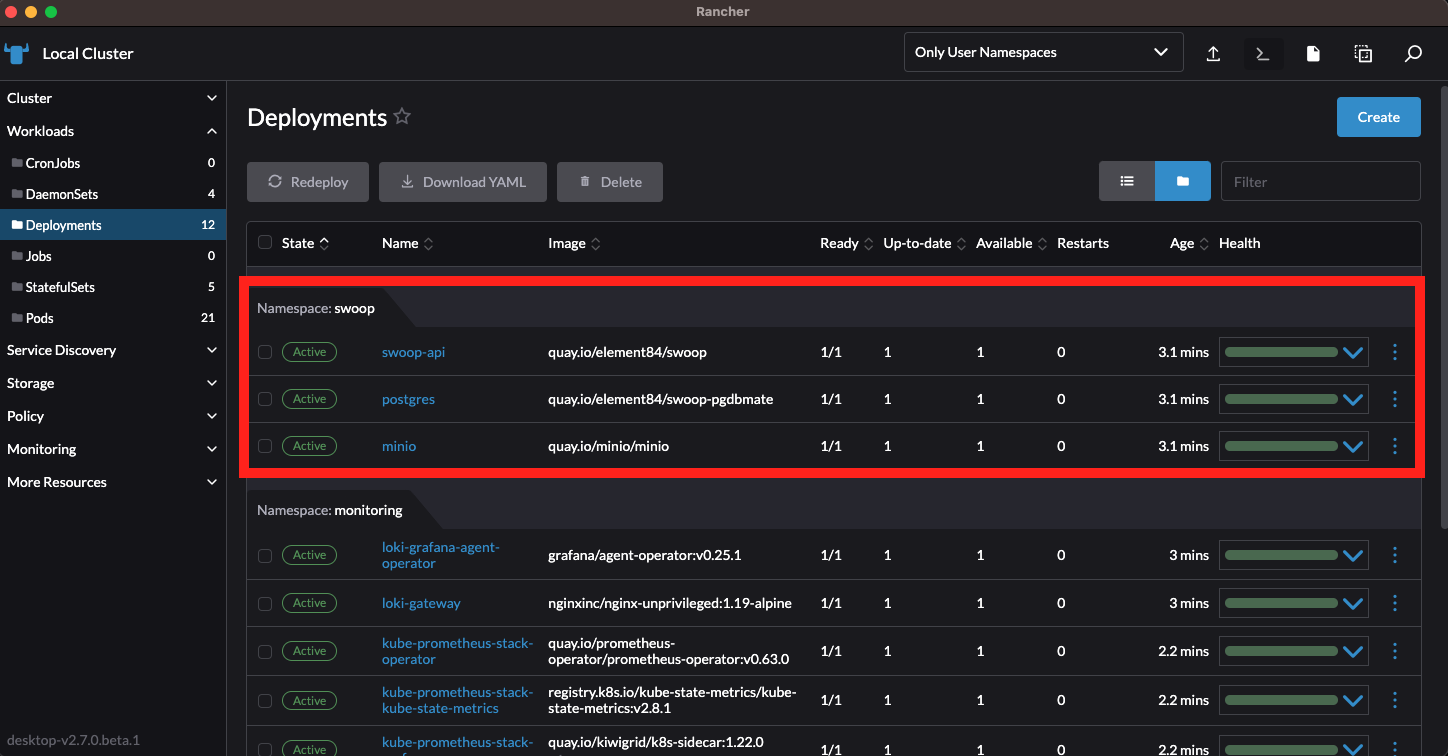 Rancher
Local Cluster
Only User Namespaces
Cluster
Workloads
CronJobs 0
DaemonSets 4
Deployments 12
Jobs 0
StatefulSets 5
Pods 21
Service Discovery
Storage
Policy
Monitoring
More Resources
desktop-v2.7.0.beta.1
Deployments
Create
Redeploy Download YAML Delete Filter
State Name Image Ready Up-to-date Available Restarts Age Health
Namespace: swoop
Active swoop-api quay.io/element84/swoop 1/1 1 1 0 3.1 mins
Active postgres quay.io/element84/swoop-pgdbmate 1/1 1 1 0 3.1 mins
Active minio quay.io/minio/minio 1/1 1 1 0 3.1 mins
Namespace: monitoring
loki-grafana-agent-
Active operator grafana/agent-operator:v0.25.1 1/1 1 1 0 3 mins
Active loki-gateway nginxinc/nginx-unprivileged:1.19-alpine 1/1 1 1 0 3 mins
kube-prometheus-stack- quay.io/prometheus-
Active operator operator/prometheus-operator:v0.63.0 1/1 1 1 0 2.2 mins
kube-prometheus-stack- registry.k8s.io/kube-state-metrics/kube-
Active kube-state-metrics state-metrics:v2.8.1 1/1 1 1 0 2.2 mins
kube-prometheus-stack- quay.io/kiwigrid/k8s-sidecar:1.22.0
Active 1/1 1 1 0 2.2 mins